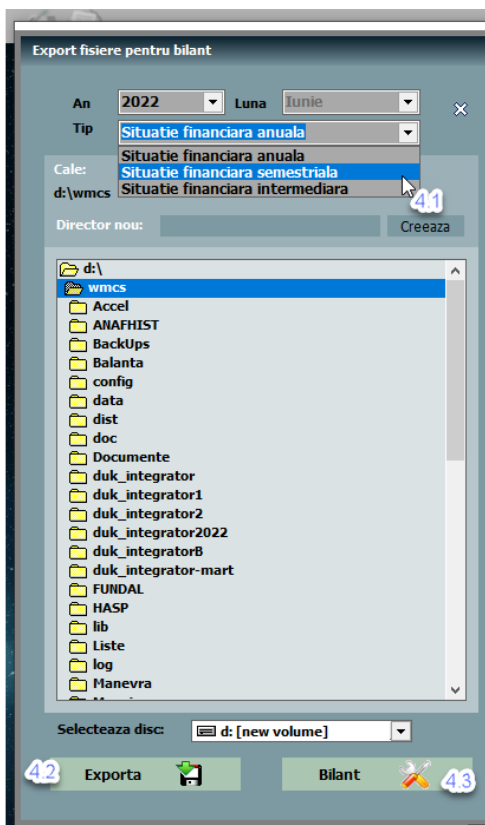 Export fisiere pentru bilant
An 2022 Luna Iunie
Tip Situatie financiara anuala
Situatie financiara anuala
Cale: Situatie financiara semestriala
d:\wmcs Situatie financiara intermediara
4.1
Director nou: Creeaza
d:\
wmcs
Accel
ANAFHIST
BackUps
Balanta
config
data
dist
doc
Documente
duk_integrator
duk_integrator1
duk_integrator2
duk_integrator2022
duk_integratorB
duk_integrator-mart
FUNDAL
HASP
lib
Liste
log
Manevra
Selecteaza disc: d: [new volume]
4.2 Exporta Bilant 4.3